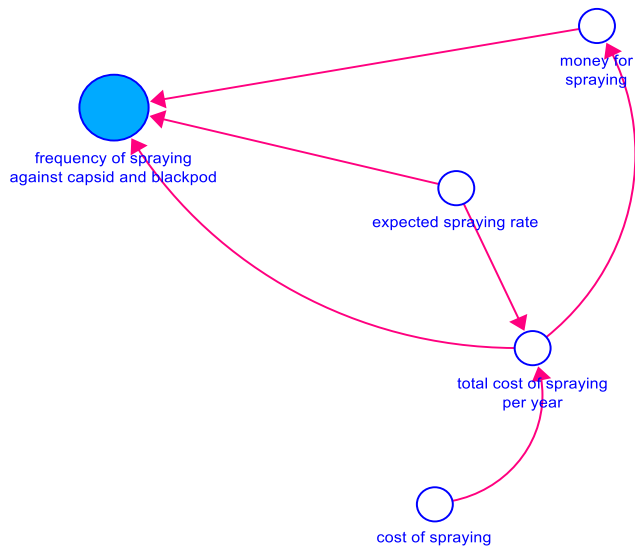 money for
spraying
frequency of spraying
against capsid and blackpod
expected spraying rate
total cost of spraying
per year
cost of spraying